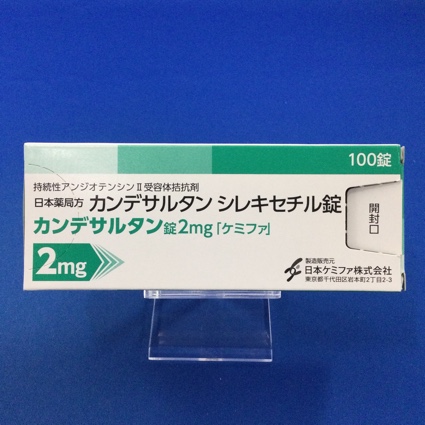 100錠
持続性アンジオテンシンⅡ受容体拮抗剤
日本薬局方 カンデサルタン シレキセチル錠
カンデサルタン錠2mg「ケミファ」
2mg
開封口
製造販売元
日本ケミファ株式会社
東京都千代田区岩本町2丁目2-3